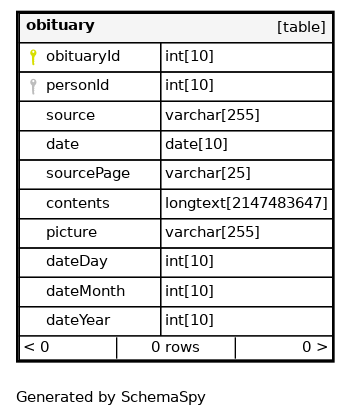 obituary [table]
obituaryId int[10]
personId int[10]
source varchar[255]
date date[10]
sourcePage varchar[25]
contents longtext[2147483647]
picture varchar[255]
dateDay int[10]
dateMonth int[10]
dateYear int[10]
< 0 0 rows 0 >
Generated by SchemaSpy